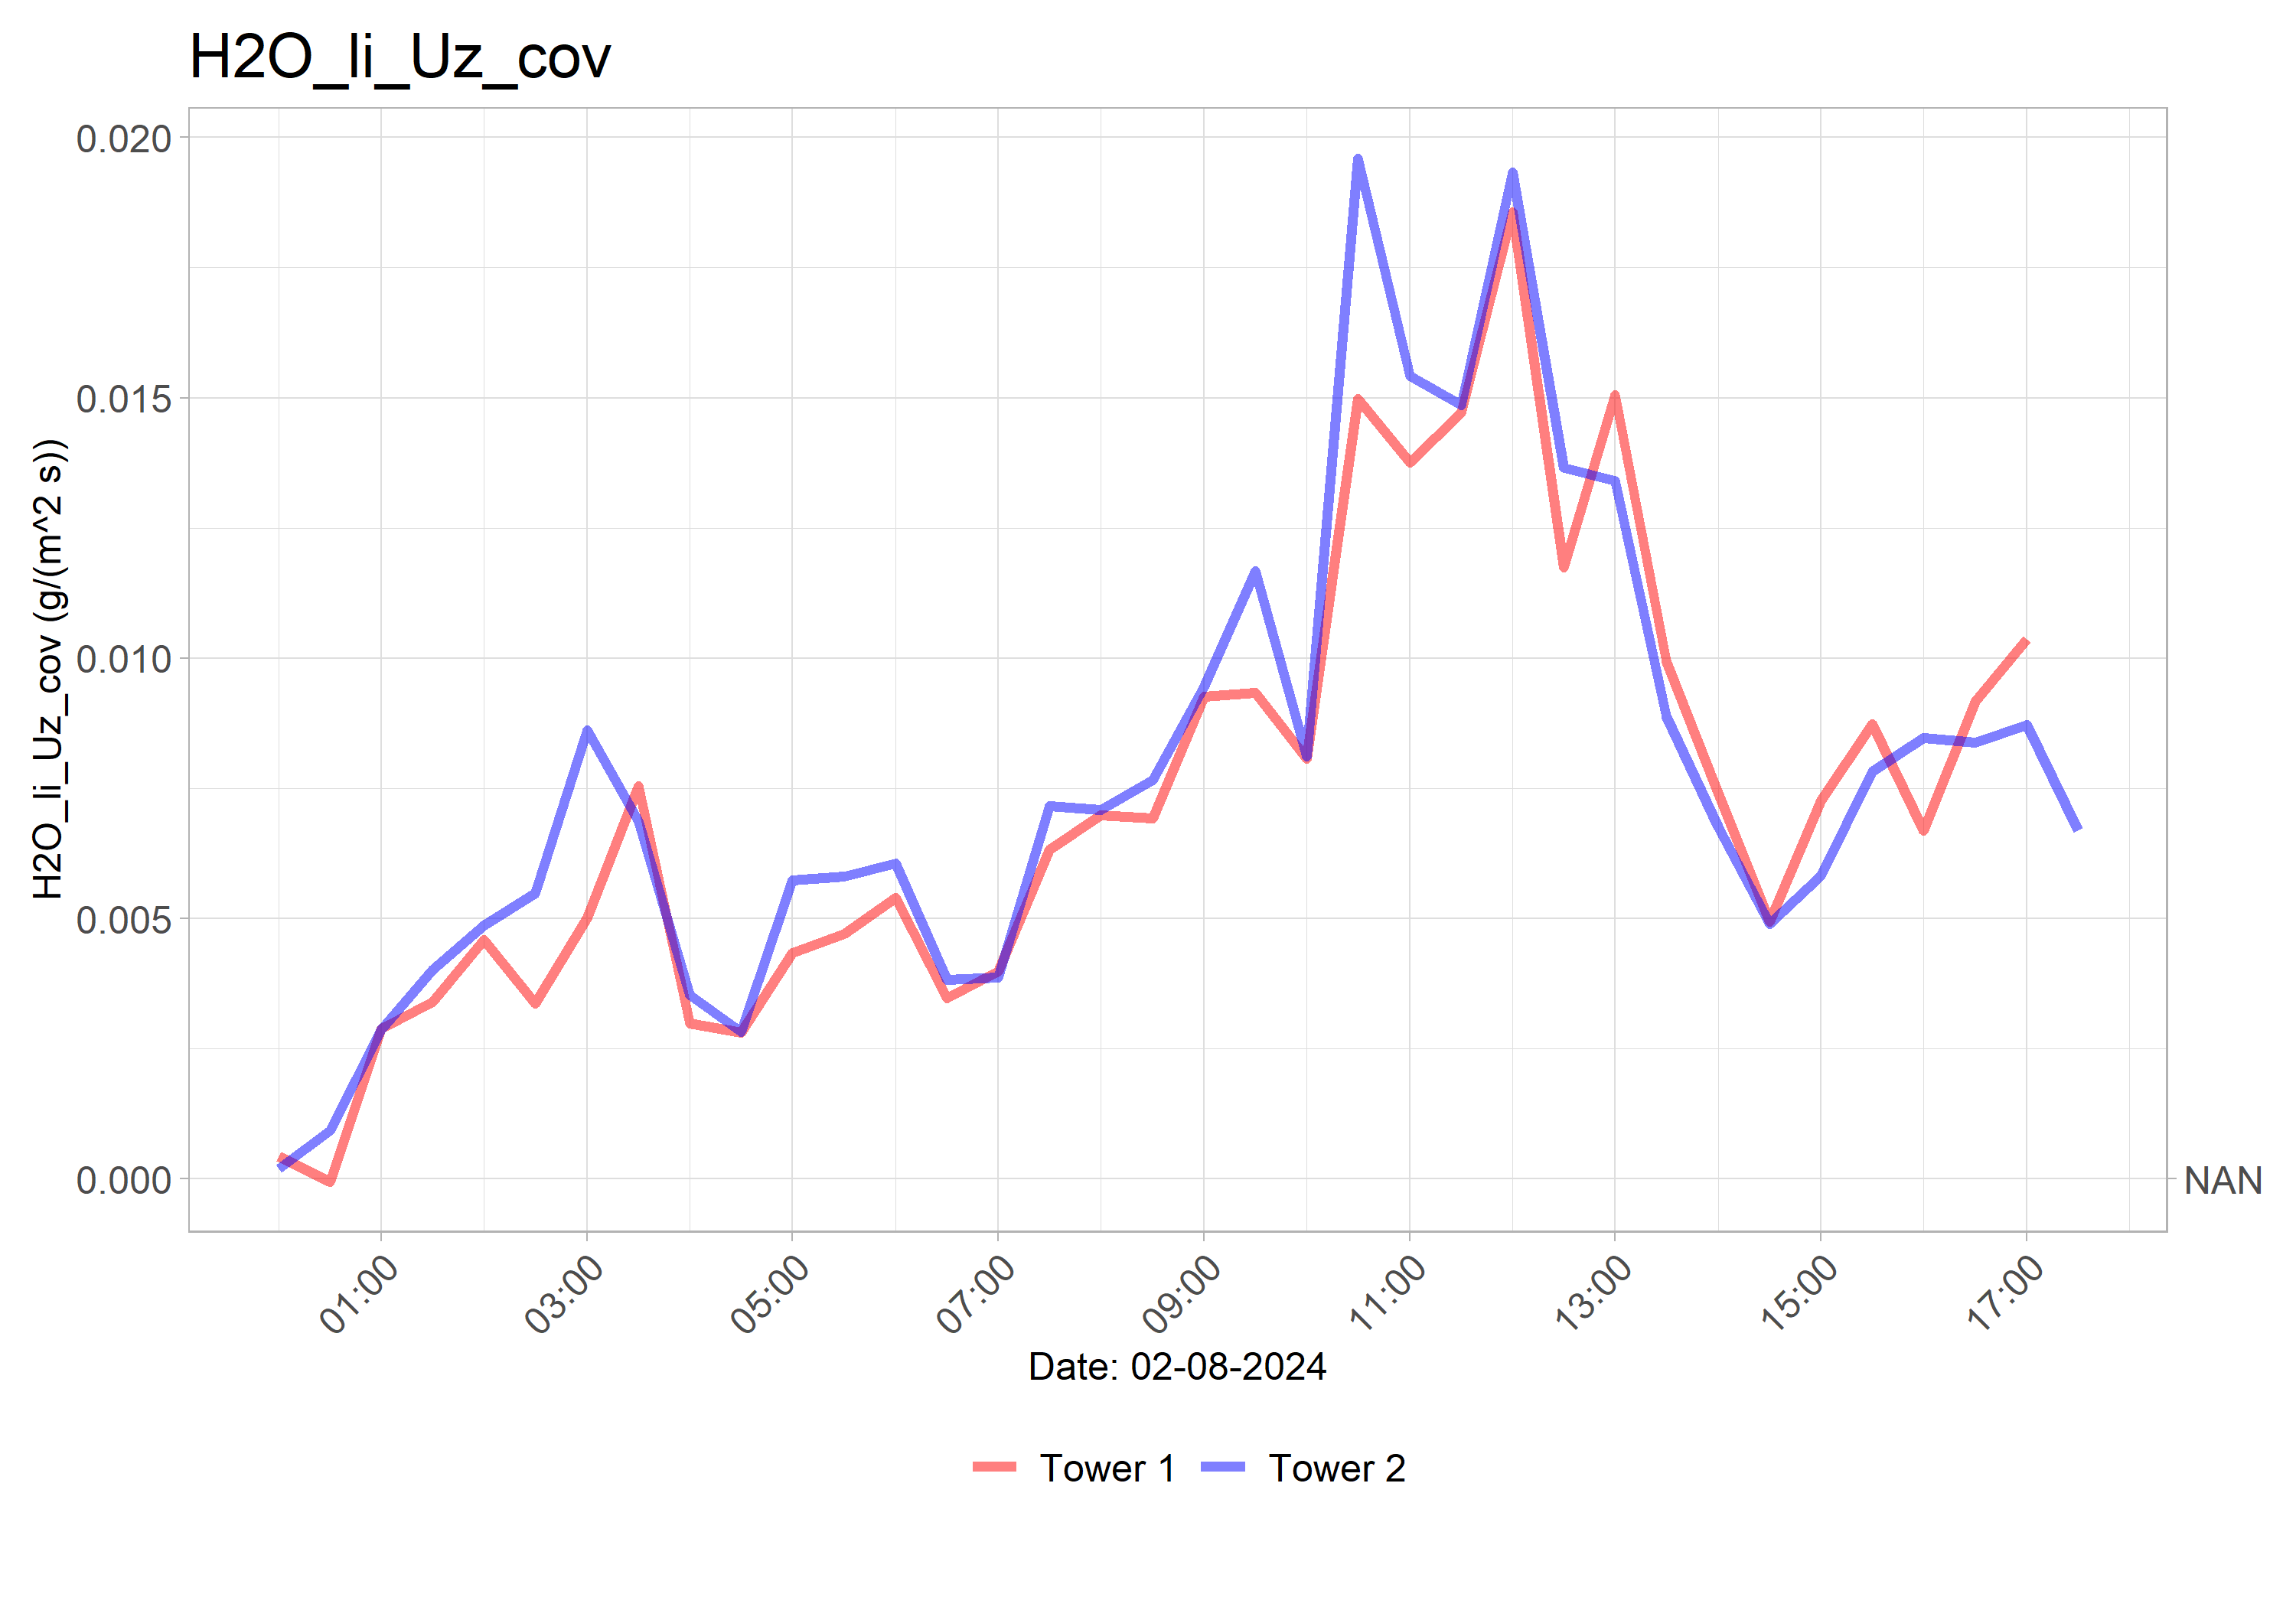 H2O_li_Uz_cov
H2O_li_Uz_cov (g/(m^2 s))
0.020
0.015
0.010
0.005
0.000
NAN
01:00
03:00
05:00
07:00
09:00
11:00
13:00
15:00
17:00
Date: 02-08-2024
Tower 1
Tower 2